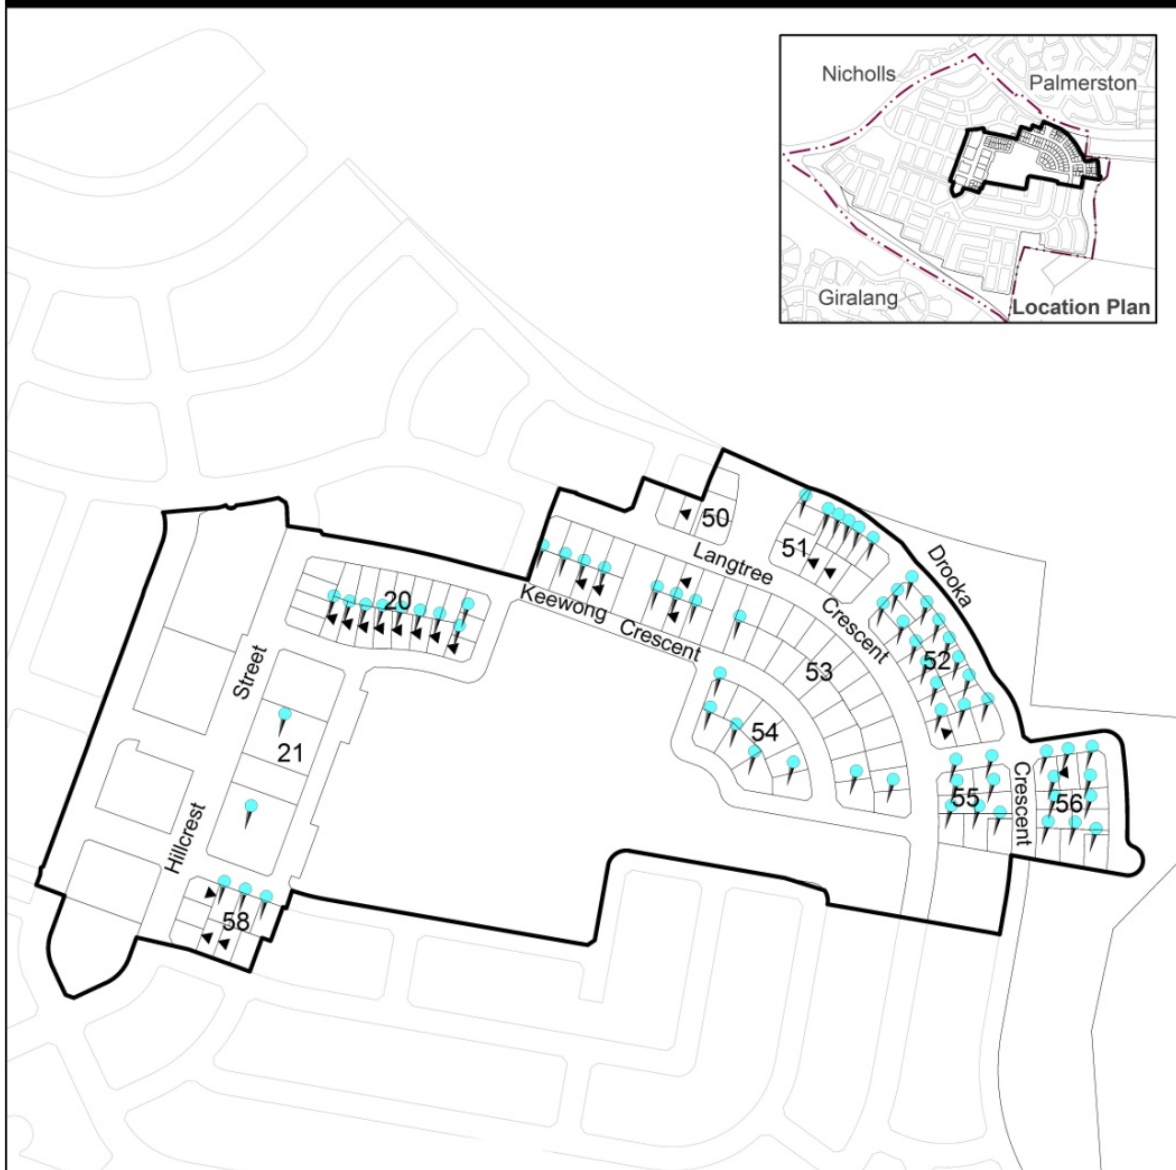 Nicholls
Palmerston
Giralang
Location Plan
50
51
Drooka
Langtree
20
Keewong
Crescent
Crescent
52
53
Street
54
21
55
Crescent
56
Hillcrest
58